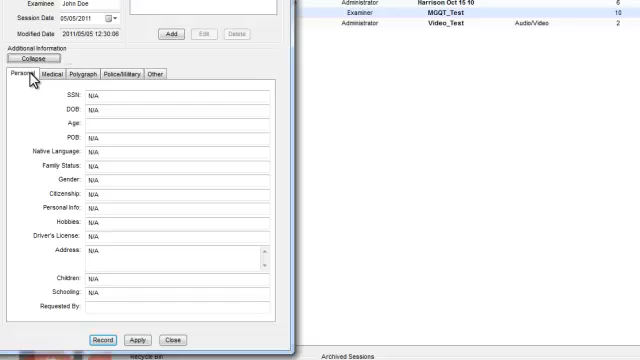 Examinee John Doe
Session Date 05/05/2011
Modified Date 2011/05/05 12:30:06
Add Edit Delete
Additional Information
Collapse
Personal Medical Polygraph Police/Military Other
SSN: N/A
DOB: N/A
Age:
POB: N/A
Native Language: N/A
Family Status: N/A
Gender: N/A
Citizenship: N/A
Personal Info: N/A
Hobbies: N/A
Driver's License: N/A
Address: N/A
Children: N/A
Schooling: N/A
Requested By:
Record Apply Close
Administrator Harrison Oct 15 10 6
Examiner MGQT_Test 10
Administrator Video_Test Audio/Video 2
Recycle Bin Archived Sessions